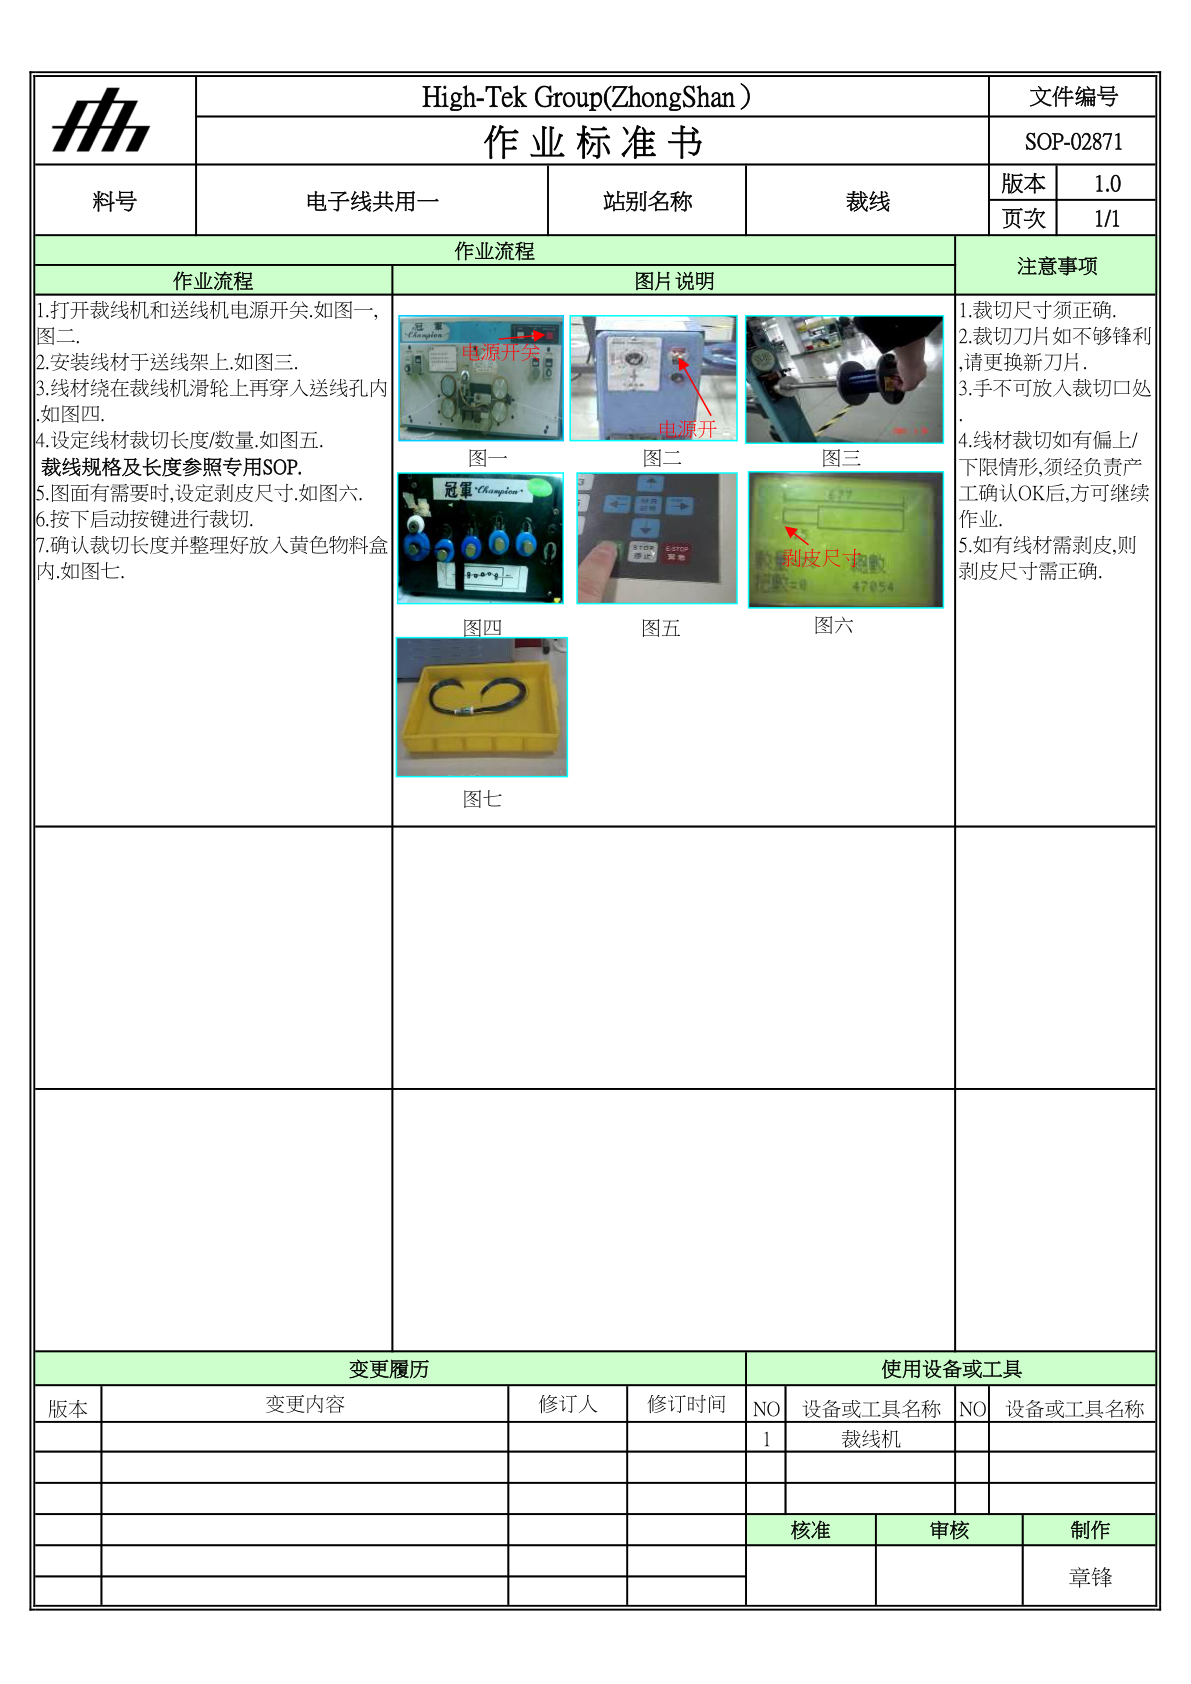 High-Tek Group(ZhongShan）
文件编号
作业标准书
SOP-02871
料号
电子线共用一
站别名称
裁线
版本
1.0
页次
1/1
作业流程
注意事项
作业流程
图片说明
1.打开裁线机和送线机电源开关.如图一,
图二.
2.安装线材于送线架上.如图三.
3.线材绕在裁线机滑轮上再穿入送线孔内
.如图四.
4.设定线材裁切长度/数量.如图五.
裁线规格及长度参照专用SOP.
5.图面有需要时,设定剥皮尺寸.如图六.
6.按下启动按键进行裁切.
7.确认裁切长度并整理好放入黄色物料盒
内.如图七.
冠軍
Champion
电源开关
电源开
图一
图二
图三
冠軍 Champion
STOP
停止
E-STOP
緊急
677
剥皮尺寸
=0
47054
图四
图五
图六
图七
1.裁切尺寸须正确.
2.裁切刀片如不够锋利
,请更换新刀片.
3.手不可放入裁切口处
.
4.线材裁切如有偏上/
下限情形,须经负责产
工确认OK后,方可继续
作业.
5.如有线材需剥皮,则
剥皮尺寸需正确.
变更履历
使用设备或工具
版本
变更内容
修订人
修订时间
NO
设备或工具名称
NO
设备或工具名称
1
裁线机
核准
审核
制作
章锋